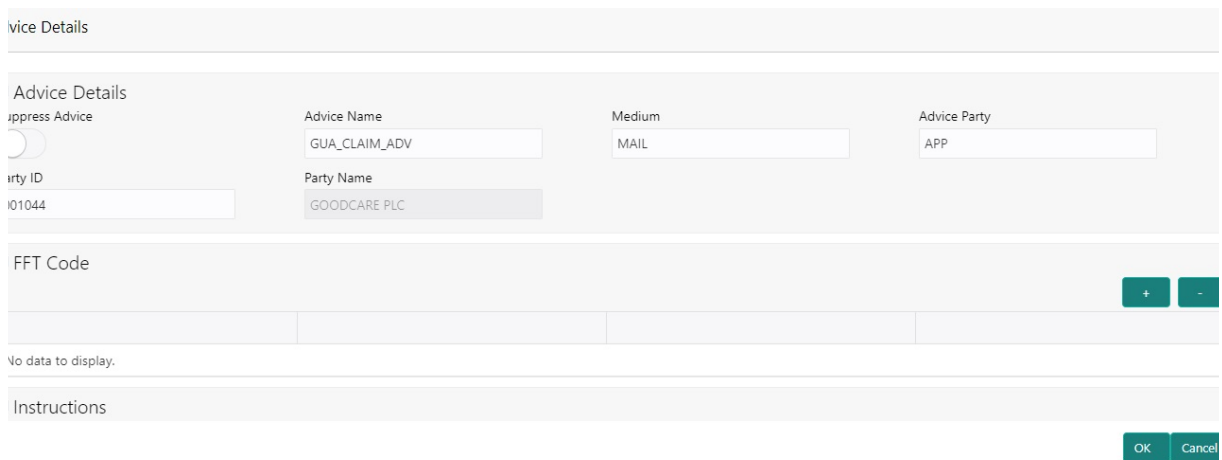 vice Details
Advice Details
uppress Advice Advice Name Medium Advice Party
GUA_CLAIM_ADV MAIL APP
arty ID Party Name
001044 GOODCARE PLC
FFT Code
+ -
No data to display.
Instructions
OK Cancel